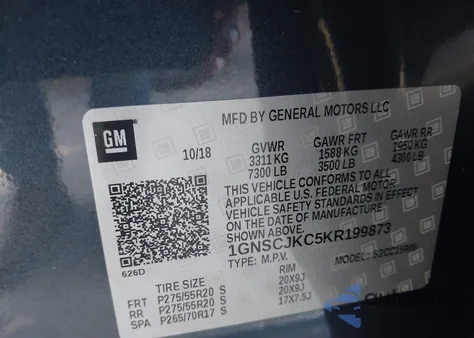 MFD BY GENERAL MOTORS LLC
GM
10/18
GVWR GAWR FRT GAWR RR
3311 KG 1588 KG 1950 KG
7300 LB 3500 LB 4300 LB
THIS VEHICLE CONFORMS TO ALL
APPLICABLE U.S. FEDERAL MOTOR
VEHICLE SAFETY STANDARDS IN EFFECT
ON THE DATE OF MANUFACTURE
SHOWN ABOVE.
1GNSCJKC5KR199873
626D
TYPE: M.P.V. MODEL:
TIRE SIZE RIM
FRT P275/55R20 S 20X9J
RR P275/55R20 S 20X9J
SPA P265/70R17 S 17X7.5J